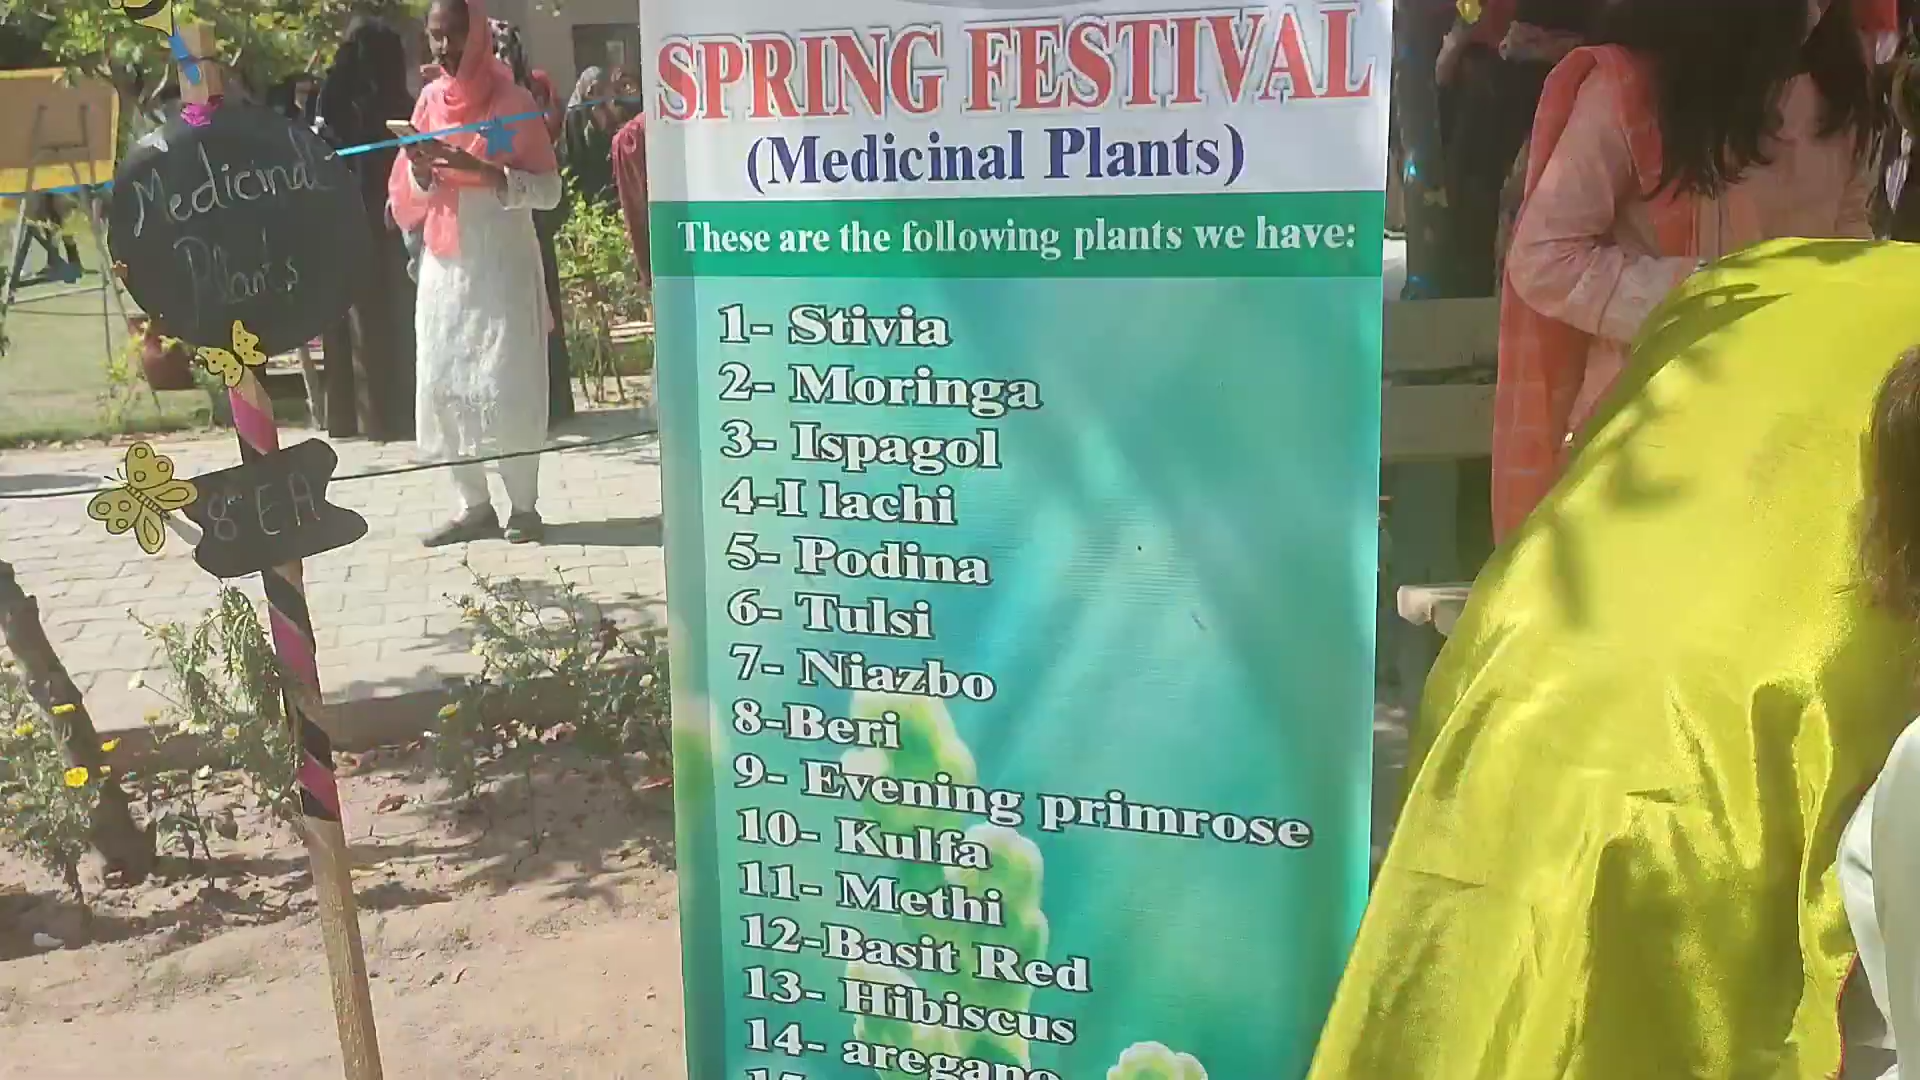 Medicinal
Plants
8th EA
SPRING FESTIVAL
(Medicinal Plants)
These are the following plants we have:
1- Stivia
2- Moringa
3- Ispagol
4-I lachi
5- Podina
6- Tulsi
7- Niazbo
8-Beri
9- Evening primrose
10- Kulfa
11- Methi
12-Basit Red
13- Hibiscus
14- aregano